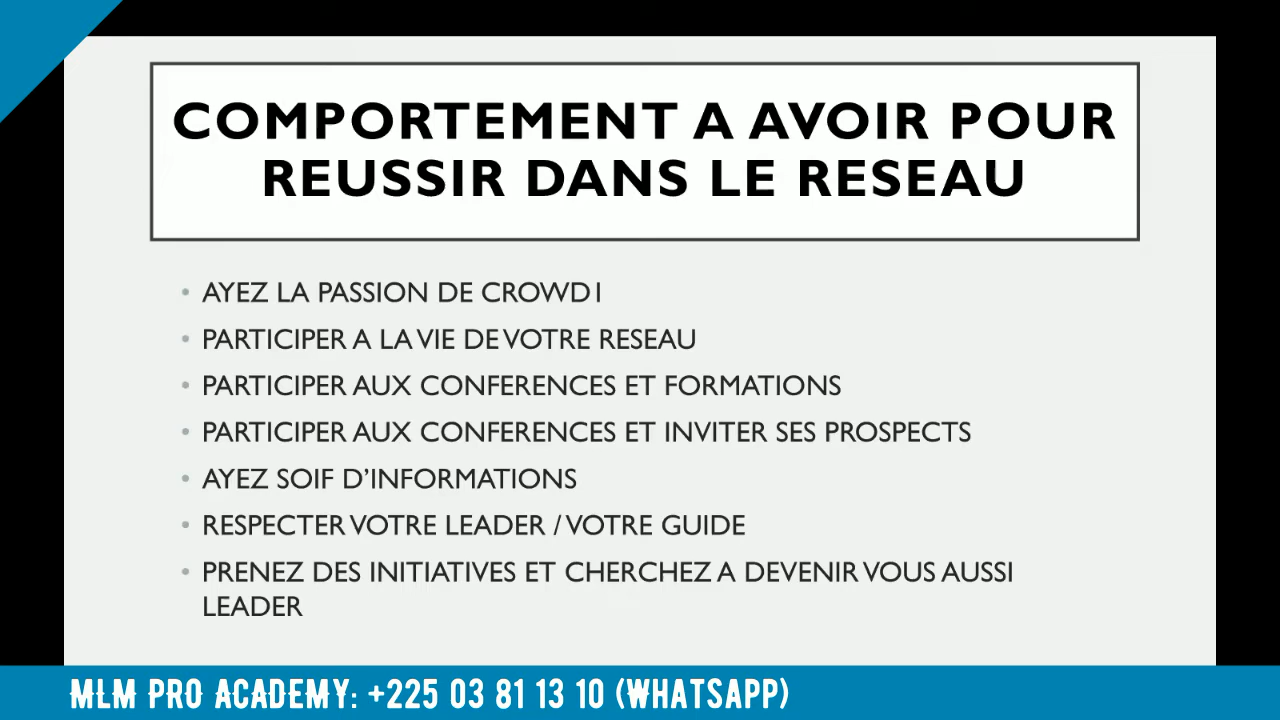 COMPORTEMENT A AVOIR POUR
REUSSIR DANS LE RESEAU
• AYEZ LA PASSION DE CROWD1
• PARTICIPER A LA VIE DE VOTRE RESEAU
• PARTICIPER AUX CONFERENCES ET FORMATIONS
• PARTICIPER AUX CONFERENCES ET INVITER SES PROSPECTS
• AYEZ SOIF D'INFORMATIONS
• RESPECTER VOTRE LEADER / VOTRE GUIDE
• PRENEZ DES INITIATIVES ET CHERCHEZ A DEVENIR VOUS AUSSI
LEADER
MLM PRO ACADEMY: +225 03 81 13 10 (WHATSAPP)